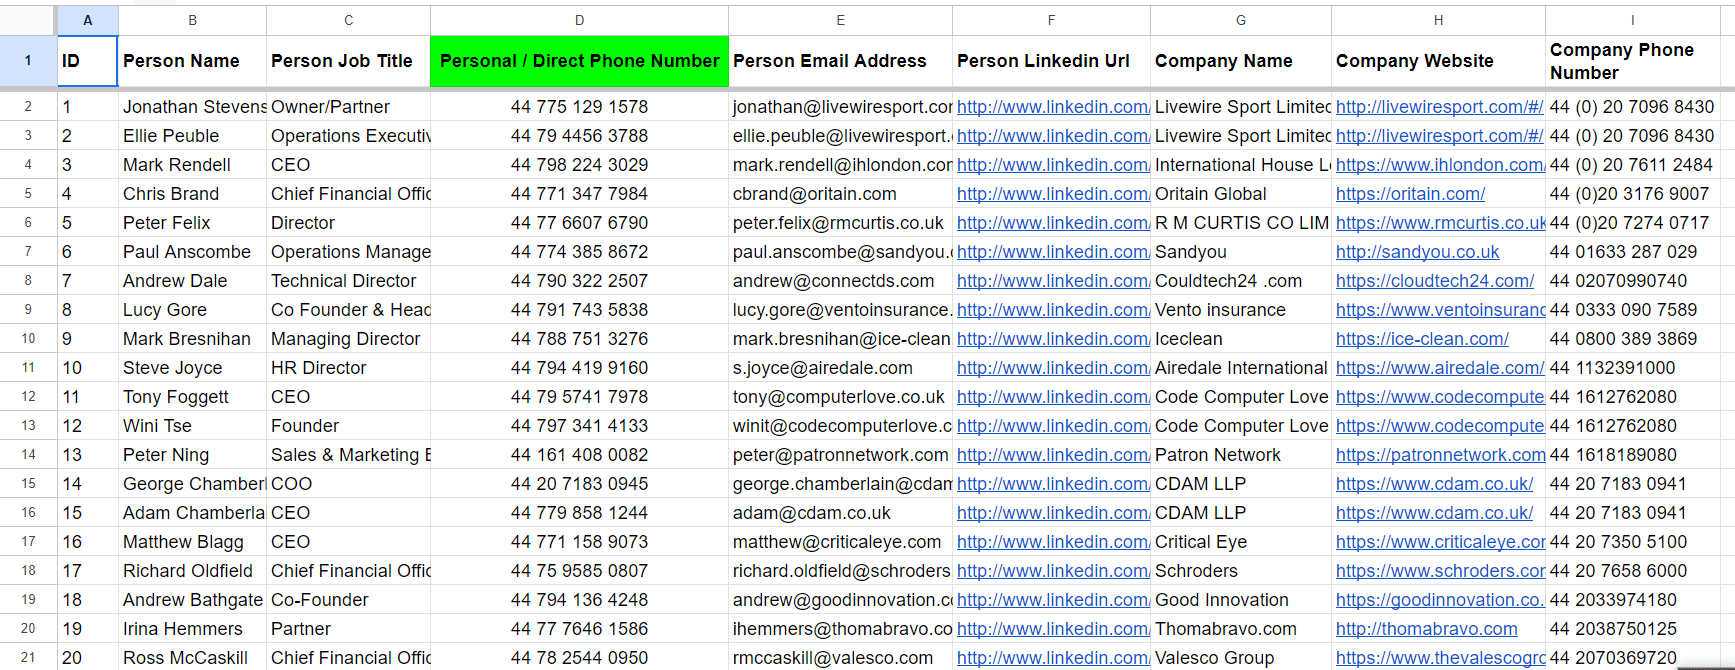 A B C D E F G H I
1 ID Person Name Person Job Title Personal / Direct Phone Number Person Email Address Person Linkedin Url Company Name Company Website Company Phone Number
2 1 Jonathan Stevens Owner/Partner 44 775 129 1578 jonathan@livewiresport.cor http://www.linkedin.com/ Livewire Sport Limited http://livewiresport.com/#/ 44 (0) 20 7096 8430
3 2 Ellie Peuble Operations Executiv 44 79 4456 3788 ellie.peuble@livewiresport. http://www.linkedin.com/ Livewire Sport Limited http://livewiresport.com/#/ 44 (0) 20 7096 8430
4 3 Mark Rendell CEO 44 798 224 3029 mark.rendell@ihlondon.cor http://www.linkedin.com/ International House L https://www.ihlondon.com/ 44 (0) 20 7611 2484
5 4 Chris Brand Chief Financial Offic 44 771 347 7984 cbrand@oritain.com http://www.linkedin.com/ Oritain Global https://oritain.com/ 44 (0)20 3176 9007
6 5 Peter Felix Director 44 77 6607 6790 peter.felix@rmcurtis.co.uk http://www.linkedin.com/ R M CURTIS CO LIM https://www.rmcurtis.co.uk 44 (0)20 7274 0717
7 6 Paul Anscombe Operations Manage 44 774 385 8672 paul.anscombe@sandyou. http://www.linkedin.com/ Sandyou http://sandyou.co.uk 44 01633 287 029
8 7 Andrew Dale Technical Director 44 790 322 2507 andrew@connectds.com http://www.linkedin.com/ Couldtech24 .com https://cloudtech24.com/ 44 02070990740
9 8 Lucy Gore Co Founder & Head 44 791 743 5838 lucy.gore@ventoinsurance. http://www.linkedin.com/ Vento insurance https://www.ventoinsuranc 44 0333 090 7589
10 9 Mark Bresnihan Managing Director 44 788 751 3276 mark.bresnihan@ice-clean http://www.linkedin.com/ Iceclean https://ice-clean.com/ 44 0800 389 3869
11 10 Steve Joyce HR Director 44 794 419 9160 s.joyce@airedale.com http://www.linkedin.com/ Airedale International https://www.airedale.com/ 44 1132391000
12 11 Tony Foggett CEO 44 79 5741 7978 tony@computerlove.co.uk http://www.linkedin.com/ Code Computer Love https://www.codecompute 44 1612762080
13 12 Wini Tse Founder 44 797 341 4133 winit@codecomputerlove.c http://www.linkedin.com/ Code Computer Love https://www.codecompute 44 1612762080
14 13 Peter Ning Sales & Marketing E 44 161 408 0082 peter@patronnetwork.com http://www.linkedin.com/ Patron Network https://patronnetwork.com 44 1618189080
15 14 George Chamberl COO 44 20 7183 0945 george.chamberlain@cdam http://www.linkedin.com/ CDAM LLP https://www.cdam.co.uk/ 44 20 7183 0941
16 15 Adam Chamberla CEO 44 779 858 1244 adam@cdam.co.uk http://www.linkedin.com/ CDAM LLP https://www.cdam.co.uk/ 44 20 7183 0941
17 16 Matthew Blagg CEO 44 771 158 9073 matthew@criticaleye.com http://www.linkedin.com/ Critical Eye https://www.criticaleye.cor 44 20 7350 5100
18 17 Richard Oldfield Chief Financial Offic 44 75 9585 0807 richard.oldfield@schroders http://www.linkedin.com/ Schroders https://www.schroders.cor 44 20 7658 6000
19 18 Andrew Bathgate Co-Founder 44 794 136 4248 andrew@goodinnovation.cc http://www.linkedin.com/ Good Innovation https://goodinnovation.co. 44 2033974180
20 19 Irina Hemmers Partner 44 77 7646 1586 ihemmers@thomabravo.co http://www.linkedin.com/ Thomabravo.com http://thomabravo.com 44 2038750125
21 20 Ross McCaskill Chief Financial Offic 44 78 2544 0950 rmccaskill@valesco.com http://www.linkedin.com/ Valesco Group https://www.thevalescogrc 44 2070369720